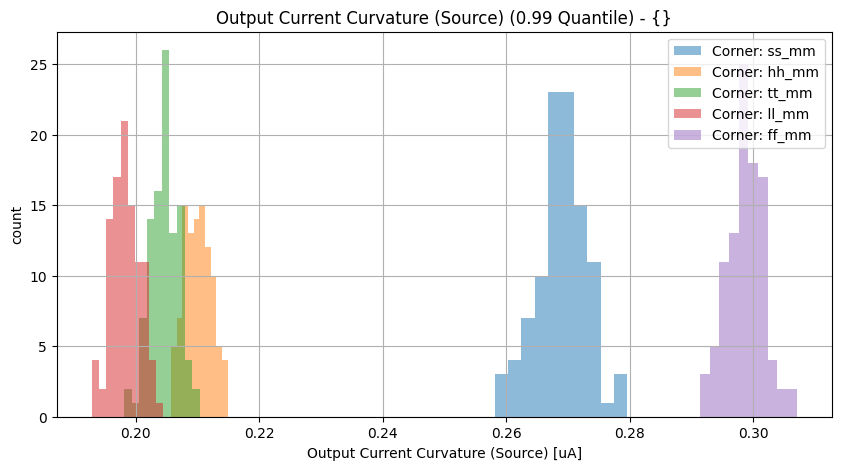 Output Current Curvature (Source) (0.99 Quantile) - {}
Corner: ss_mm
Corner: hh_mm
Corner: tt_mm
Corner: ll_mm
Corner: ff_mm
count
25
20
15
10
5
0
0.20
0.22
0.24
0.26
0.28
0.30
Output Current Curvature (Source) [uA]